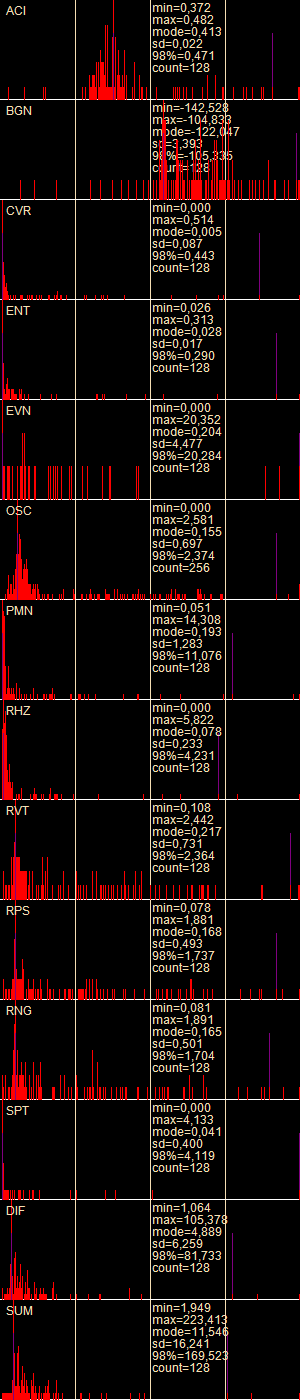 ACI
min=0,372
max=0,482
mode=0,413
sd=0,022
98%=0,471
count=128
BGN
min=-142,528
max=-104,833
mode=-122,047
sd=3,393
98%=-105,335
count=128
CVR
min=0,000
max=0,514
mode=0,005
sd=0,087
98%=0,443
count=128
ENT
min=0,026
max=0,313
mode=0,028
sd=0,017
98%=0,290
count=128
EVN
min=0,000
max=20,352
mode=0,204
sd=4,477
98%=20,284
count=128
OSC
min=0,000
max=2,581
mode=0,155
sd=0,697
98%=2,374
count=256
PMN
min=0,051
max=14,308
mode=0,193
sd=1,283
98%=11,076
count=128
RHZ
min=0,000
max=5,822
mode=0,078
sd=0,233
98%=4,231
count=128
RVT
min=0,108
max=2,442
mode=0,217
sd=0,731
98%=2,364
count=128
RPS
min=0,078
max=1,881
mode=0,168
sd=0,493
98%=1,737
count=128
RNG
min=0,081
max=1,891
mode=0,165
sd=0,501
98%=1,704
count=128
SPT
min=0,000
max=4,133
mode=0,041
sd=0,400
98%=4,119
count=128
DIF
min=1,064
max=105,378
mode=4,889
sd=6,259
98%=81,733
count=128
SUM
min=1,949
max=223,413
mode=11,546
sd=16,241
98%=169,523
count=128